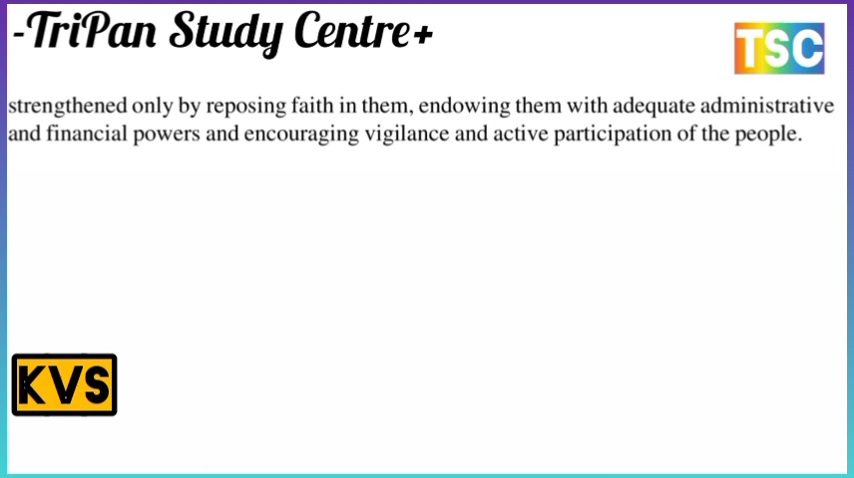 -TriPan Study Centre+
TSC
strengthened only by reposing faith in them, endowing them with adequate administrative
and financial powers and encouraging vigilance and active participation of the people.
KVS